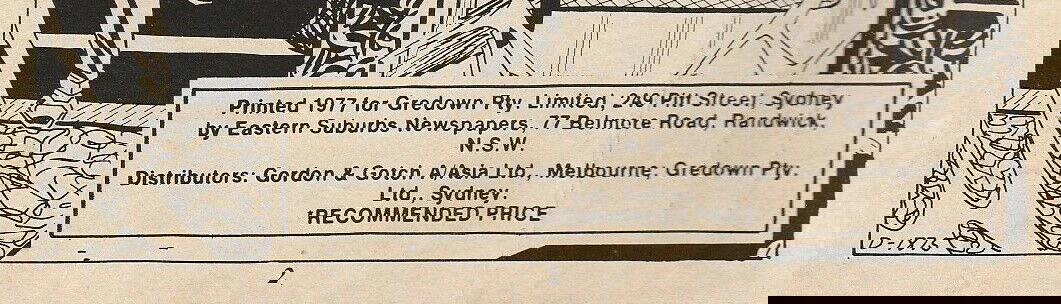 Printed 1977 for Gredown Pty. Limited, 249 Pitt Street, Sydney
by Eastern Suburbs Newspapers, 77 Belmore Road, Randwick,
N.S.W.
Distributors: Gordon & Gotch A/Asia Ltd., Melbourne; Gredown Pty.
Ltd., Sydney.
RECOMMENDED PRICE